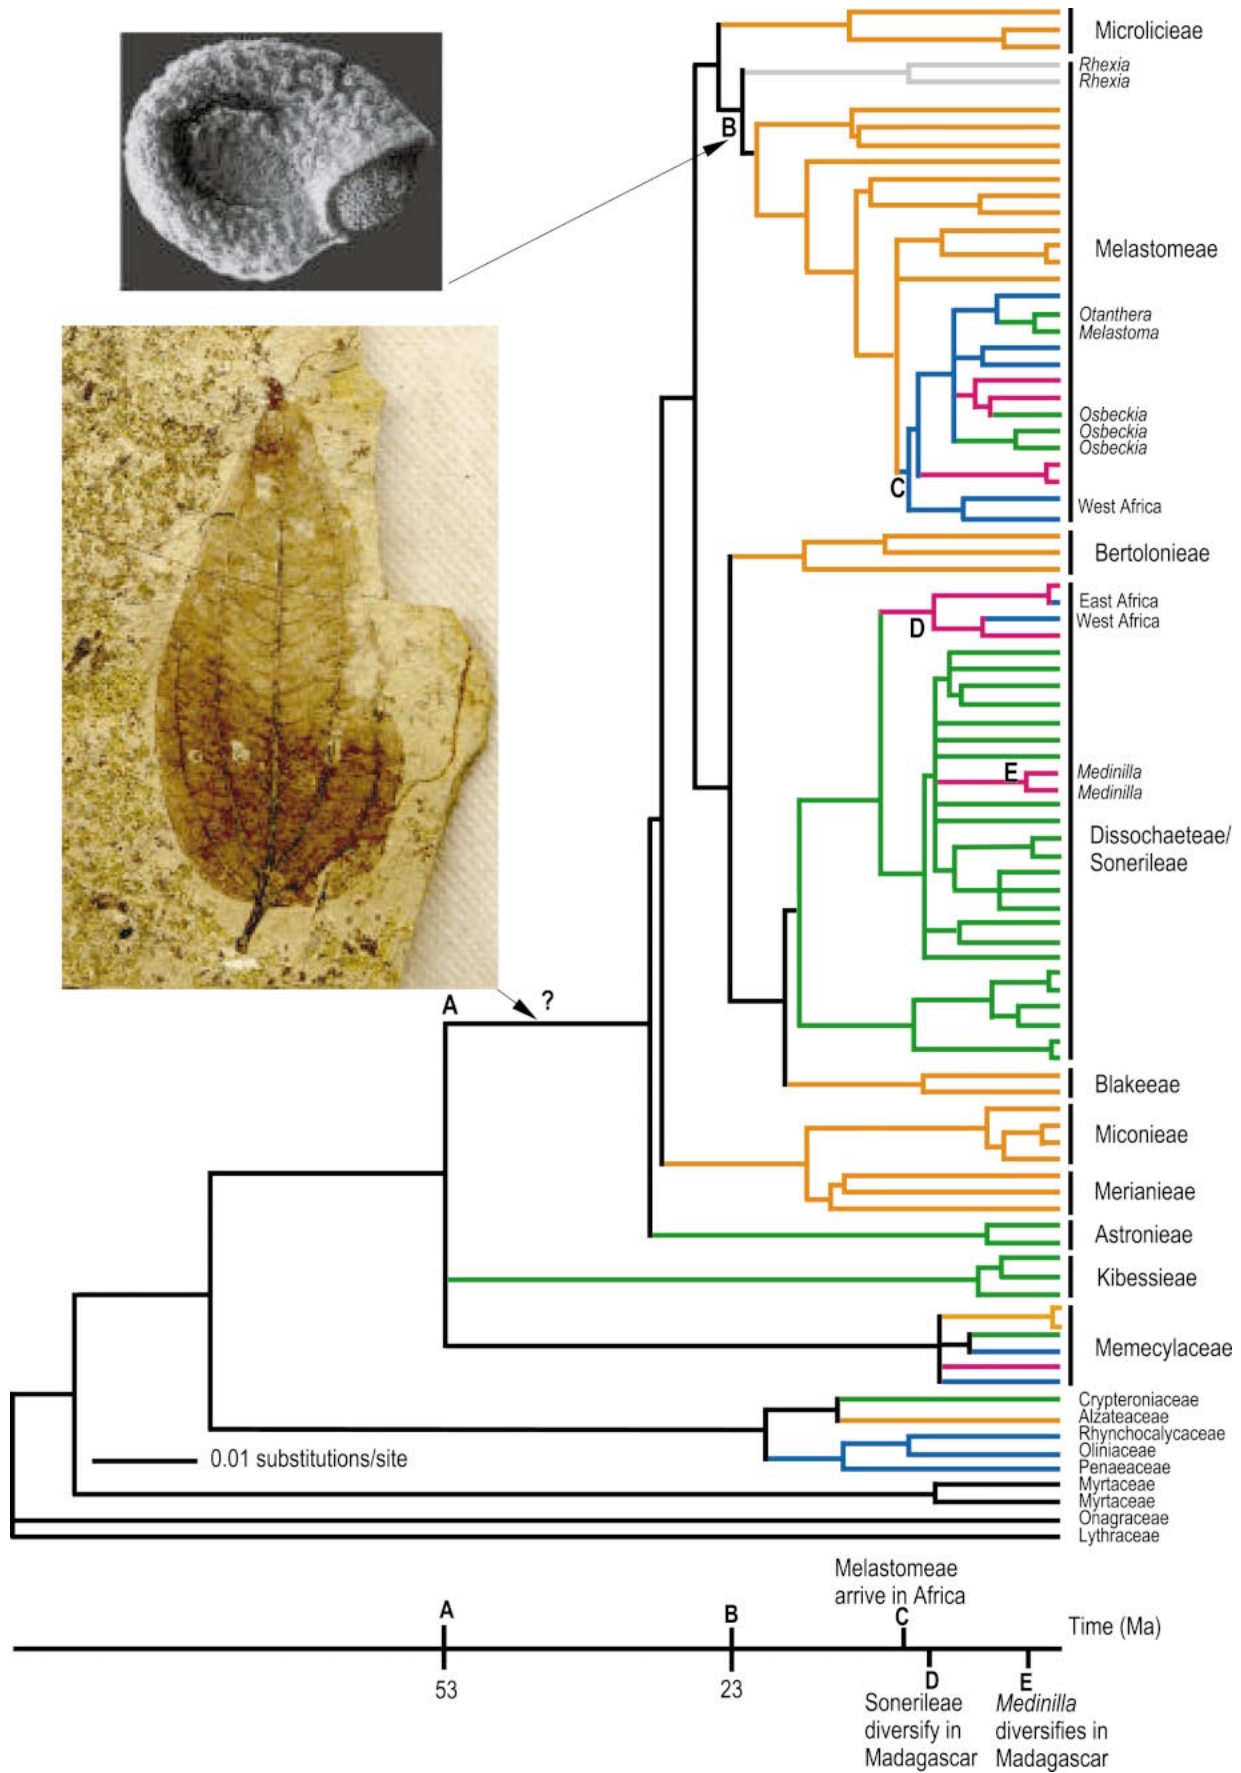 Microlicieae
Rhexia
Rhexia
B
Melastomeae
Otanthera
Melastoma
Osbeckia
Osbeckia
Osbeckia
C
West Africa
Bertolonieae
East Africa
D
West Africa
E
Medinilla
Medinilla
Dissochaeteae/
Sonerileae
A
?
Blakeeae
Miconieae
Merianieae
Astronieae
Kibessieae
Memecylaceae
Crypteroniaceae
Alzateaceae
Rhynchocalycaceae
Oliniaceae
Penaeaceae
0.01 substitutions/site
Myrtaceae
Myrtaceae
Onagraceae
Lythraceae
Melastomeae
arrive in Africa
A
B
C
Time (Ma)
53
23
D
E
Sonerileae
diversify in
Madagascar
Medinilla
diversifies in
Madagascar